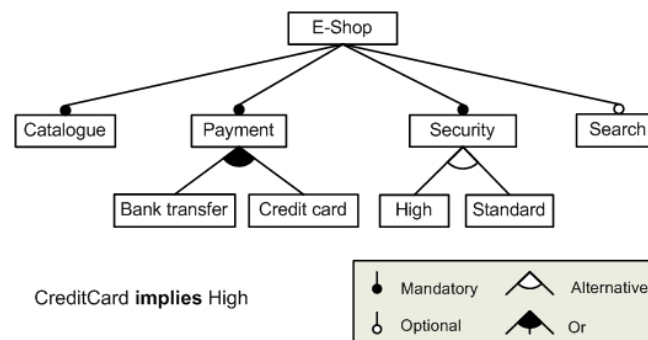 E-Shop
Catalogue
Payment
Security
Search
Bank transfer
Credit card
High
Standard
CreditCard implies High
Mandatory
Alternative
Optional
Or